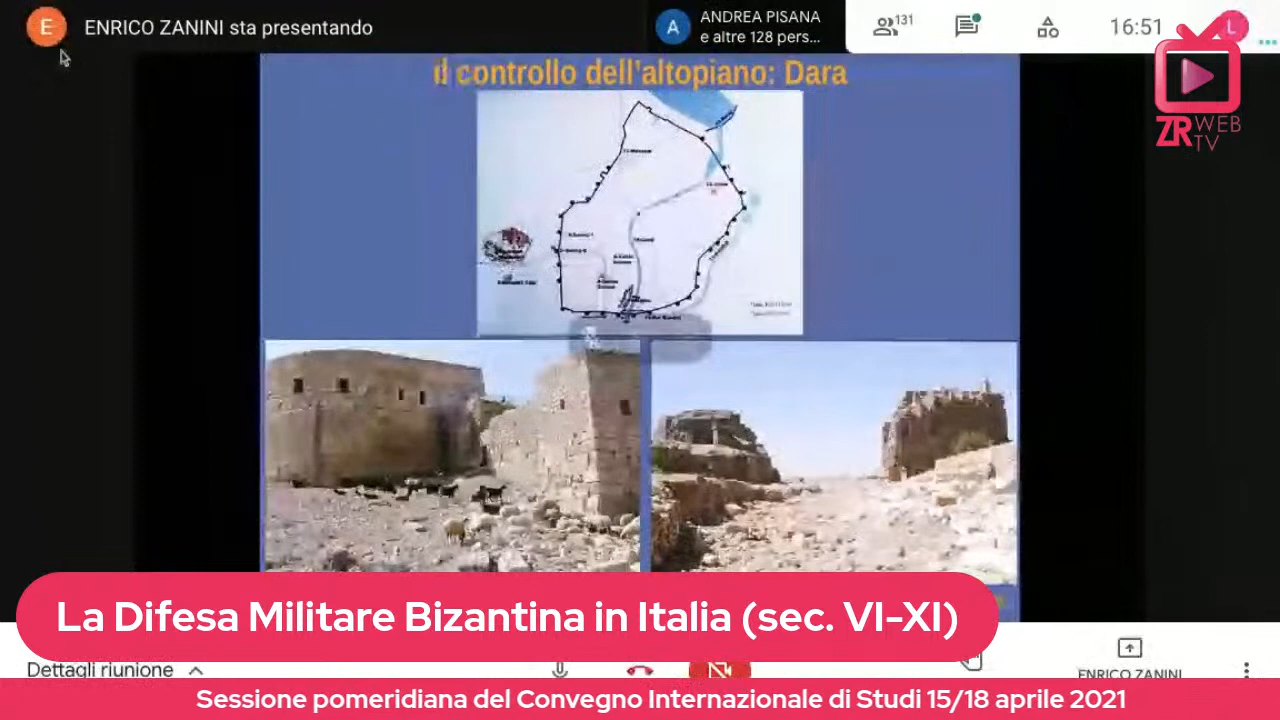 E ENRICO ZANINI sta presentando
A ANDREA PISANA
e altre 128 pers...
131
16:51
L
Il controllo dell'altopiano: Dara
ZR WEB
TV
La Difesa Militare Bizantina in Italia (sec. VI-XI)
Dettagli riunione
ENRICO ZANINI
Sessione pomeridiana del Convegno Internazionale di Studi 15/18 aprile 2021